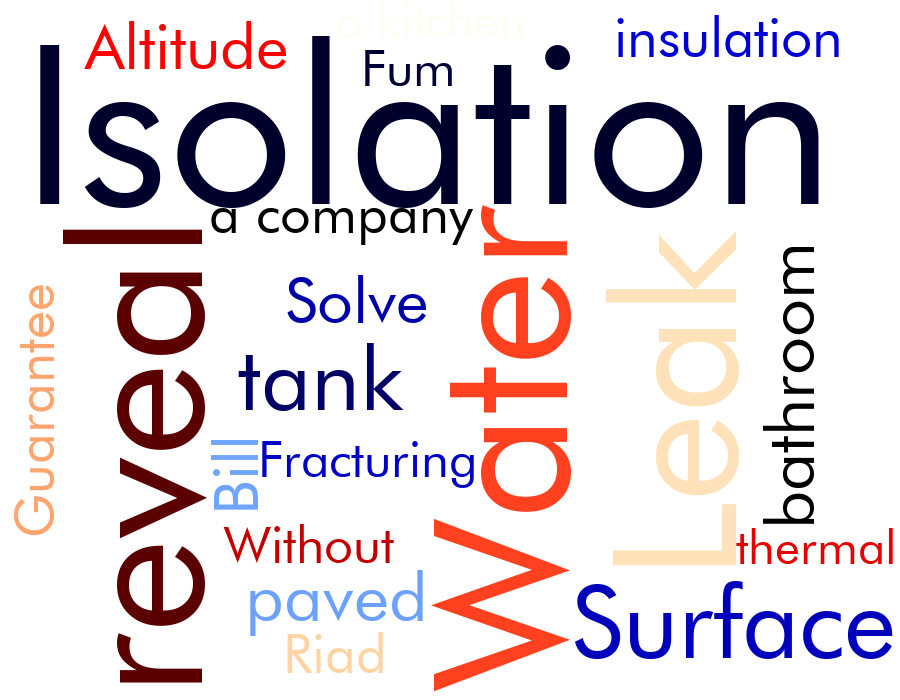 a kitchen
Altitude
insulation
Fum
Isolation
a company
reveal
Water
Leak
bathroom
Guarantee
Solve
tank
Bill
Fracturing
Without
thermal
paved
Surface
Riad